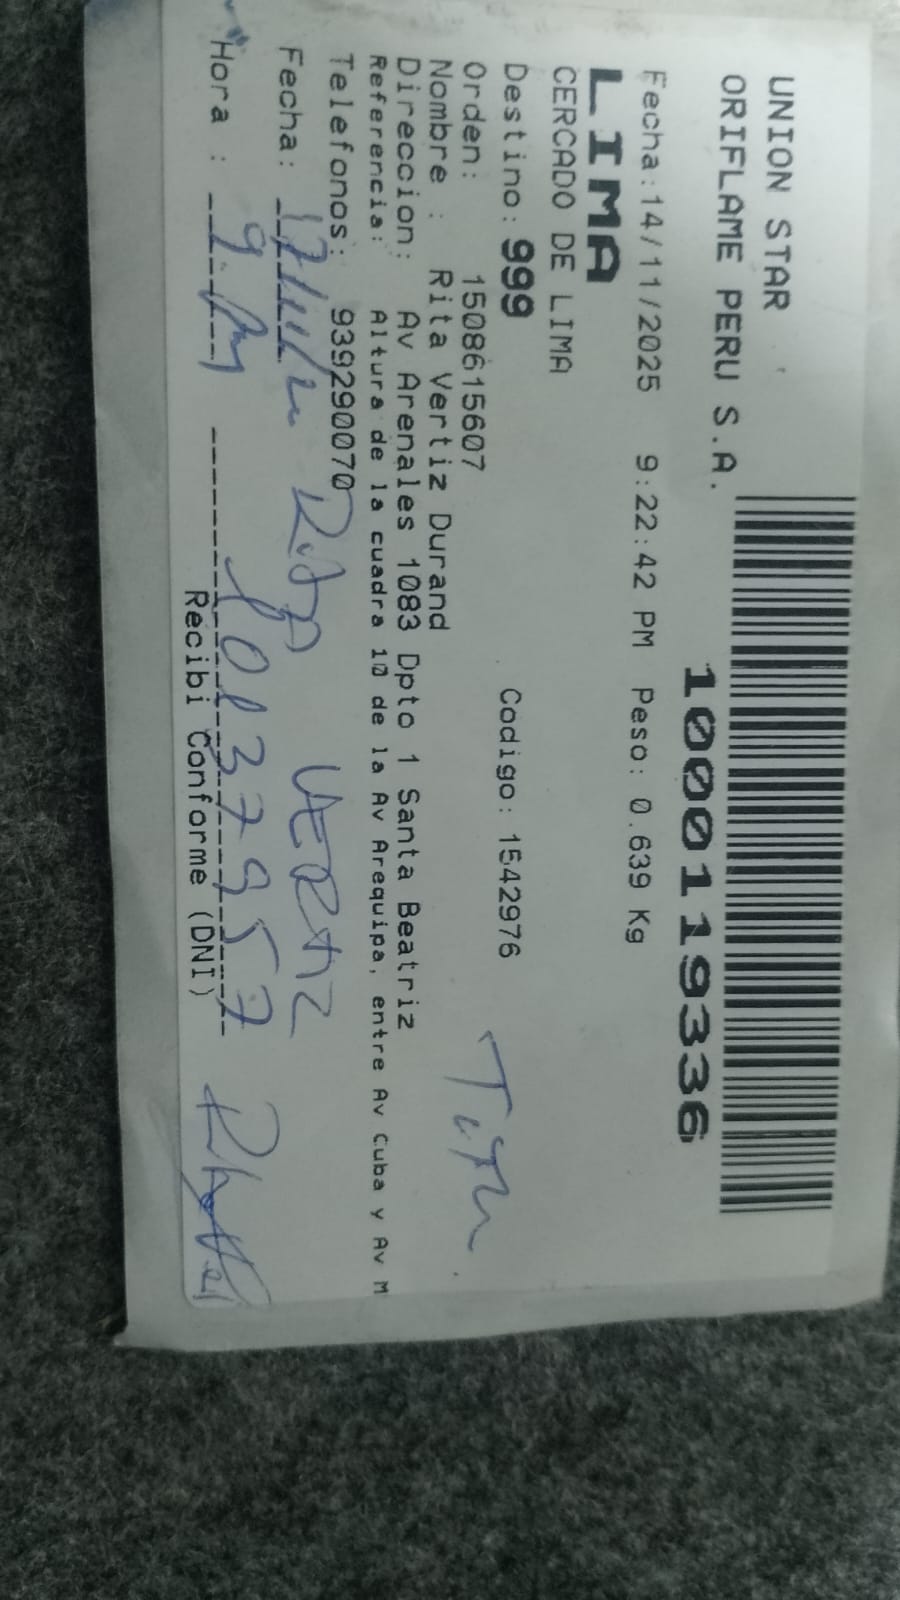 UNION STAR
ORIFLAME PERU S.A.
1000119336
Fecha:14/11/2025 9:22:42 PM Peso: 0.639 Kg
LIMA
CERCADO DE LIMA
Destino: 999 Codigo: 1542976
Orden: 1508615607
Nombre : Rita Vertiz Durand
Direccion: Av Arenales 1083 Dpto 1 Santa Beatriz
Referencia: Altura de la cuadra 10 de la Av Arequipa, entre Av Cuba y Av M
Telefonos: 939290070
Fecha: Rita VERTIZ
Hora :
Recibi Conforme (DNI)